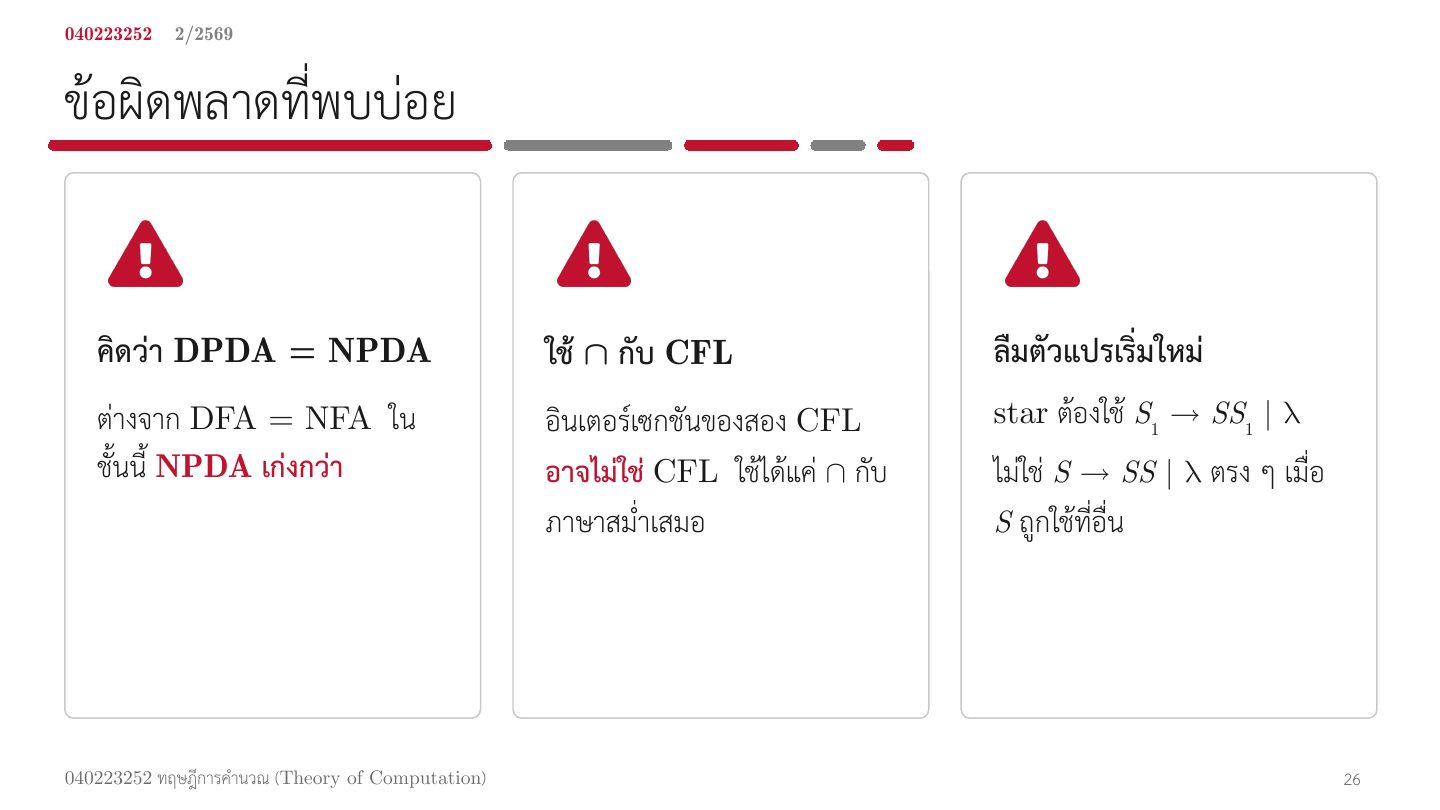 040223252 2/2569
ข้อผิดพลาดที่พบบ่อย
คิดว่า DPDA = NPDA
ต่างจาก DFA = NFA ใน
ชั้นนี้ NPDA เก่งกว่า
ใช้ ∩ กับ CFL
อินเตอร์เซกชันของสอง CFL
อาจไม่ใช่ CFL ใช้ได้แค่ ∩ กับ
ภาษาสม่ำเสมอ
ลืมตัวแปรเริ่มใหม่
star ต้องใช้ S₁ → SS₁ | λ
ไม่ใช่ S → SS | λ ตรง ๆ เมื่อ
S ถูกใช้ที่อื่น
040223252 ทฤษฎีการคำนวณ (Theory of Computation)
26